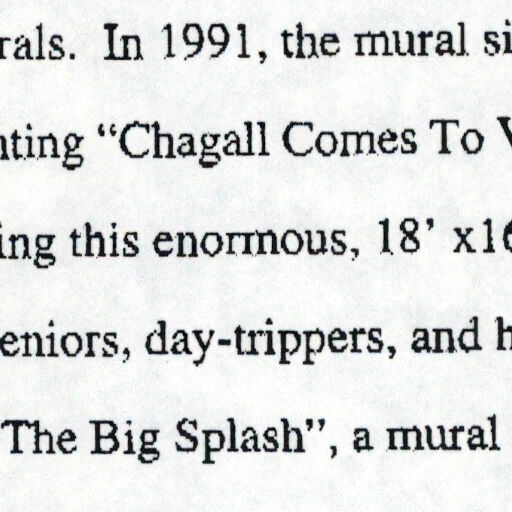 rals. In 1991, the mural si
nting “Chagall Comes To V
ing this enormous, 18’ x16
eniors, day-trippers, and h
The Big Splash”, a mural